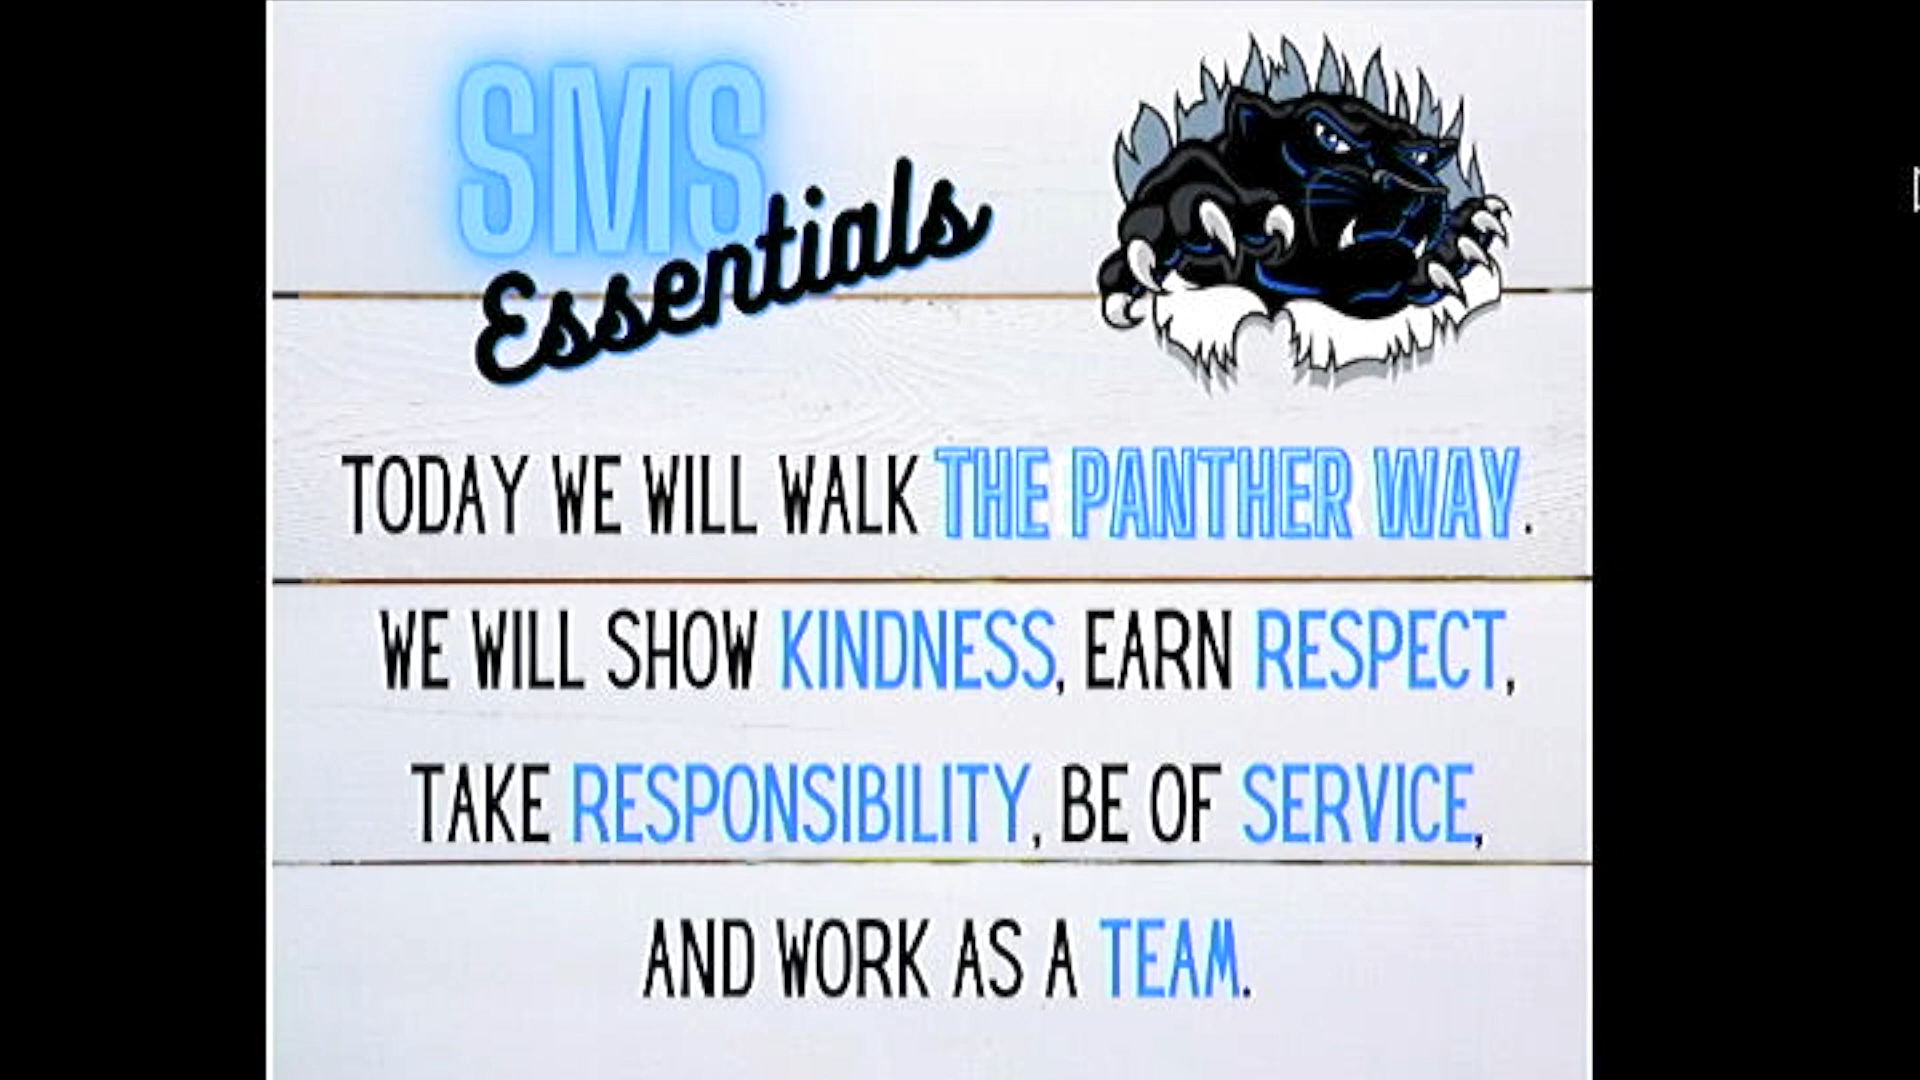 SMS
Essentials
TODAY WE WILL WALK THE PANTHER WAY.
WE WILL SHOW KINDNESS, EARN RESPECT,
TAKE RESPONSIBILITY, BE OF SERVICE,
AND WORK AS A TEAM.